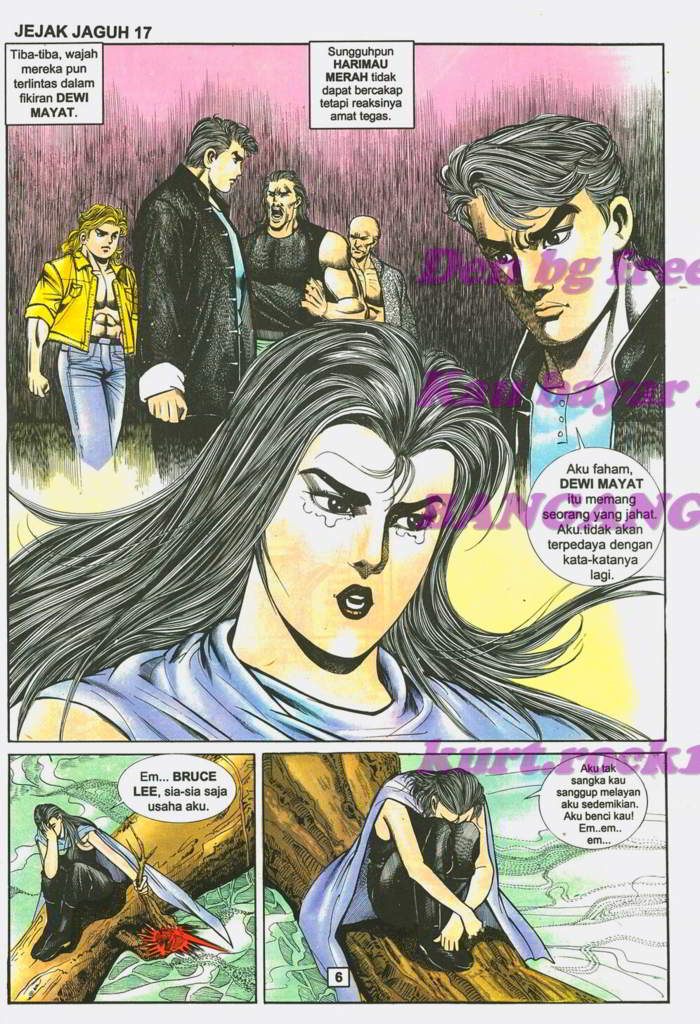 JEJAK JAGUH 17
Tiba-tiba, wajah
mereka pun
terlintas dalam
fikiran DEWI
MAYAT.
Sungguhpun
HARIMAU
MERAH tidak
dapat bercakap
tetapi reaksinya
amat tegas.
Aku faham,
DEWI MAYAT
itu memang
seorang yang jahat.
Aku.tidak akan
terpedaya dengan
kata-katanya
lagi.
Em... BRUCE
LEE, sia-sia saja
usaha aku.
Aku tak
sangka kau
sanggup melayan
aku sedemikian.
Aku benci kau!
Em..em..
em...
6
bg free
Kau bayar
BANGANG
kurt.rock1